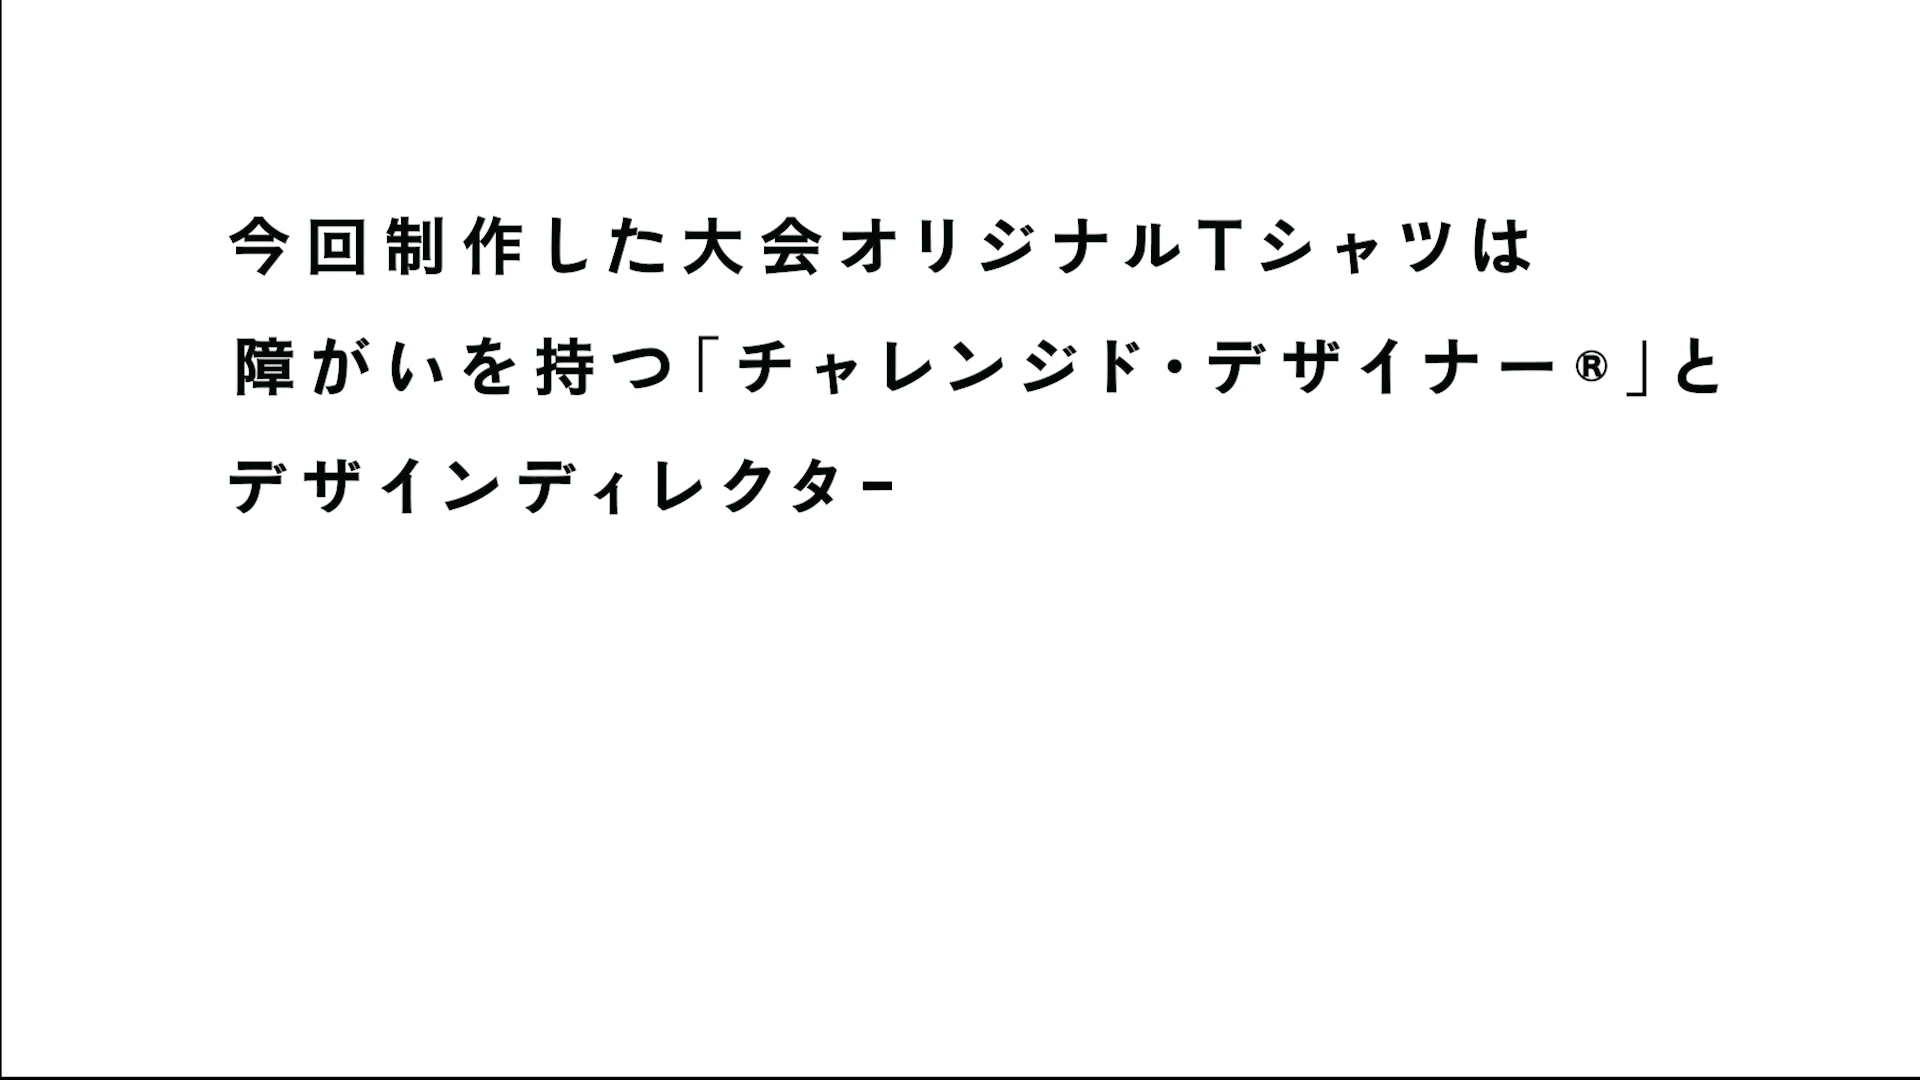 今回制作した大会オリジナルTシャツは
障がいを持つ「チャレンジド・デザイナー®」と
デザインディレクター